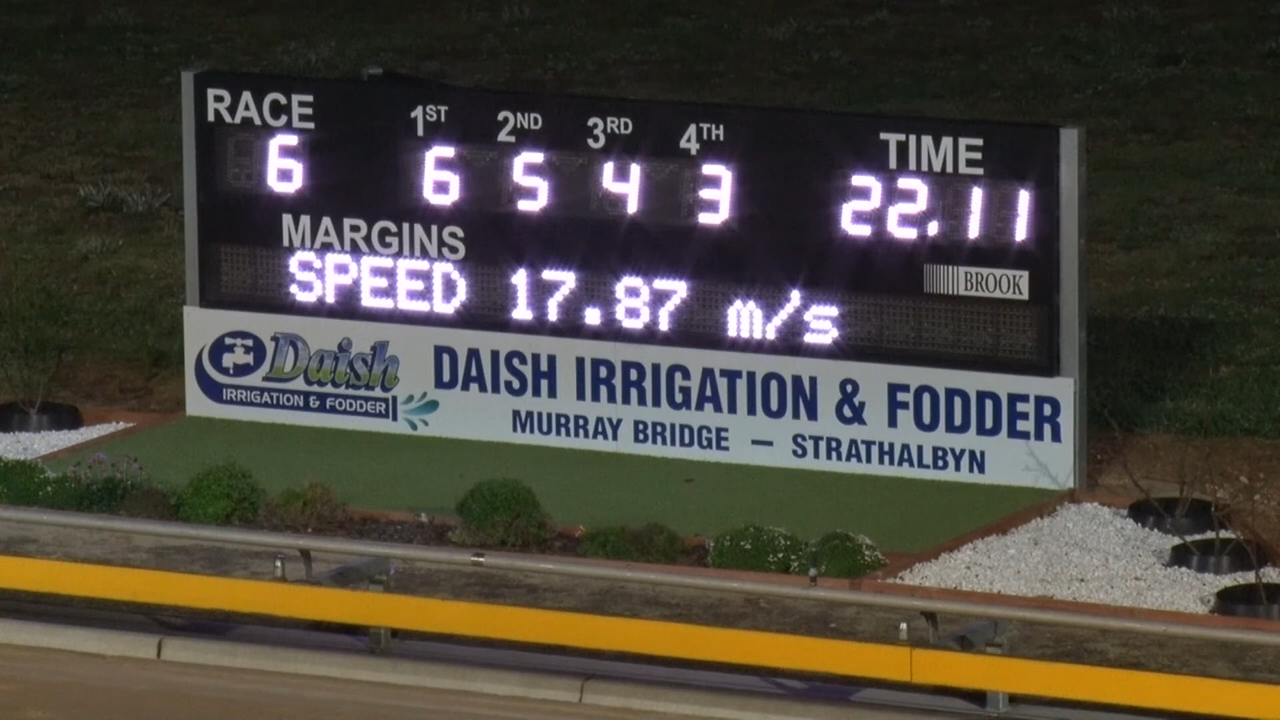 RACE 1ST 2ND 3RD 4TH TIME
6 6 5 4 3 22.11
MARGINS
BROOK
SPEED 17.87 m/s
Daish
IRRIGATION & FODDER
DAISH IRRIGATION & FODDER
MURRAY BRIDGE – STRATHALBYN